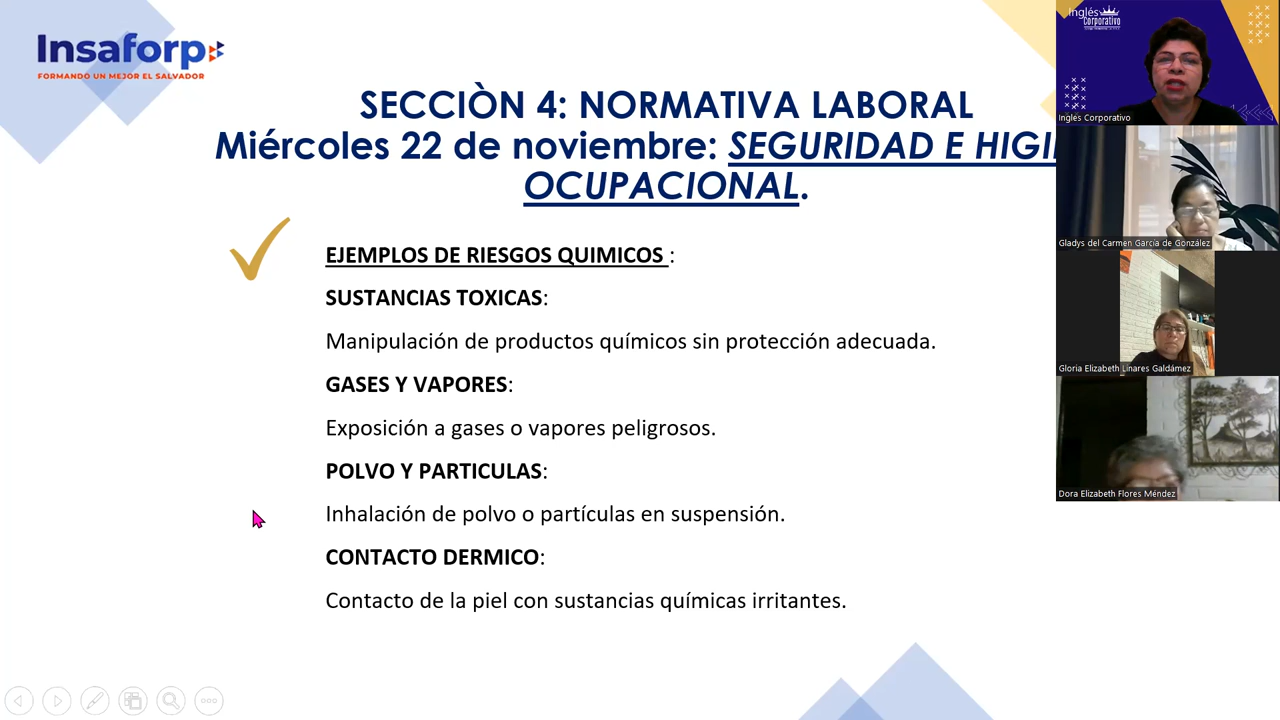 Insaforp
FORMANDO UN MEJOR EL SALVADOR
SECCIÒN 4: NORMATIVA LABORAL
Miércoles 22 de noviembre: SEGURIDAD E HIGI
OCUPACIONAL.
EJEMPLOS DE RIESGOS QUIMICOS :
SUSTANCIAS TOXICAS:
Manipulación de productos químicos sin protección adecuada.
GASES Y VAPORES:
Exposición a gases o vapores peligrosos.
POLVO Y PARTICULAS:
Inhalación de polvo o partículas en suspensión.
CONTACTO DERMICO:
Contacto de la piel con sustancias químicas irritantes.
Inglés
Corporativo
Inglés Corporativo
Gladys del Carmen García de González
Gloria Elizabeth Linares Galdámez
Dora Elizabeth Flores Méndez